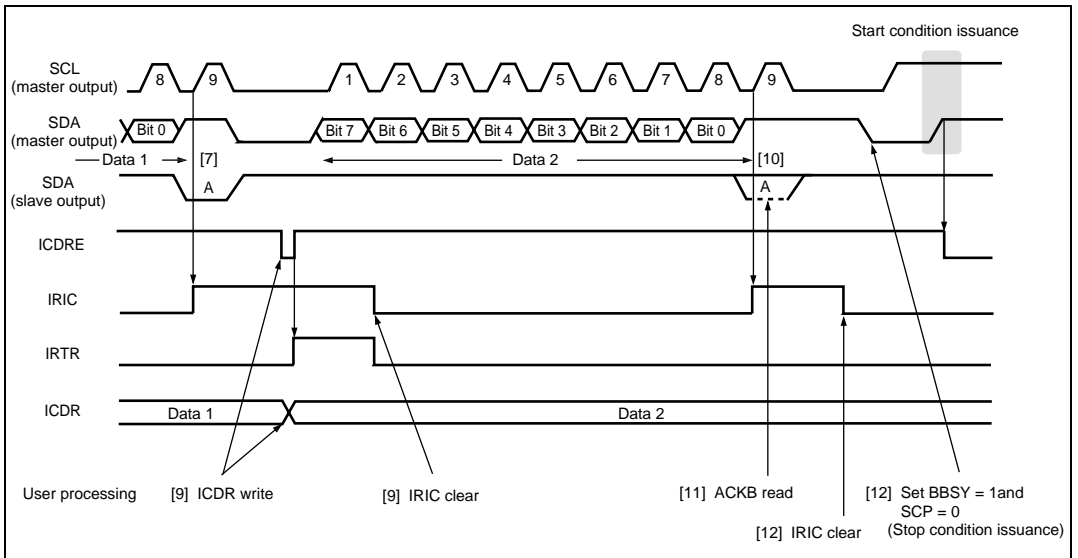 Start condition issuance
SCL
(master output)
8 9 1 2 3 4 5 6 7 8 9
SDA
(master output)
Bit 0 Bit 7 Bit 6 Bit 5 Bit 4 Bit 3 Bit 2 Bit 1 Bit 0
Data 1 [7] Data 2 [10]
SDA
(slave output)
A A
ICDRE
IRIC
IRTR
ICDR
Data 1 Data 2
User processing [9] ICDR write [9] IRIC clear [11] ACKB read [12] Set BBSY = 1and
SCP = 0
(Stop condition issuance)
[12] IRIC clear